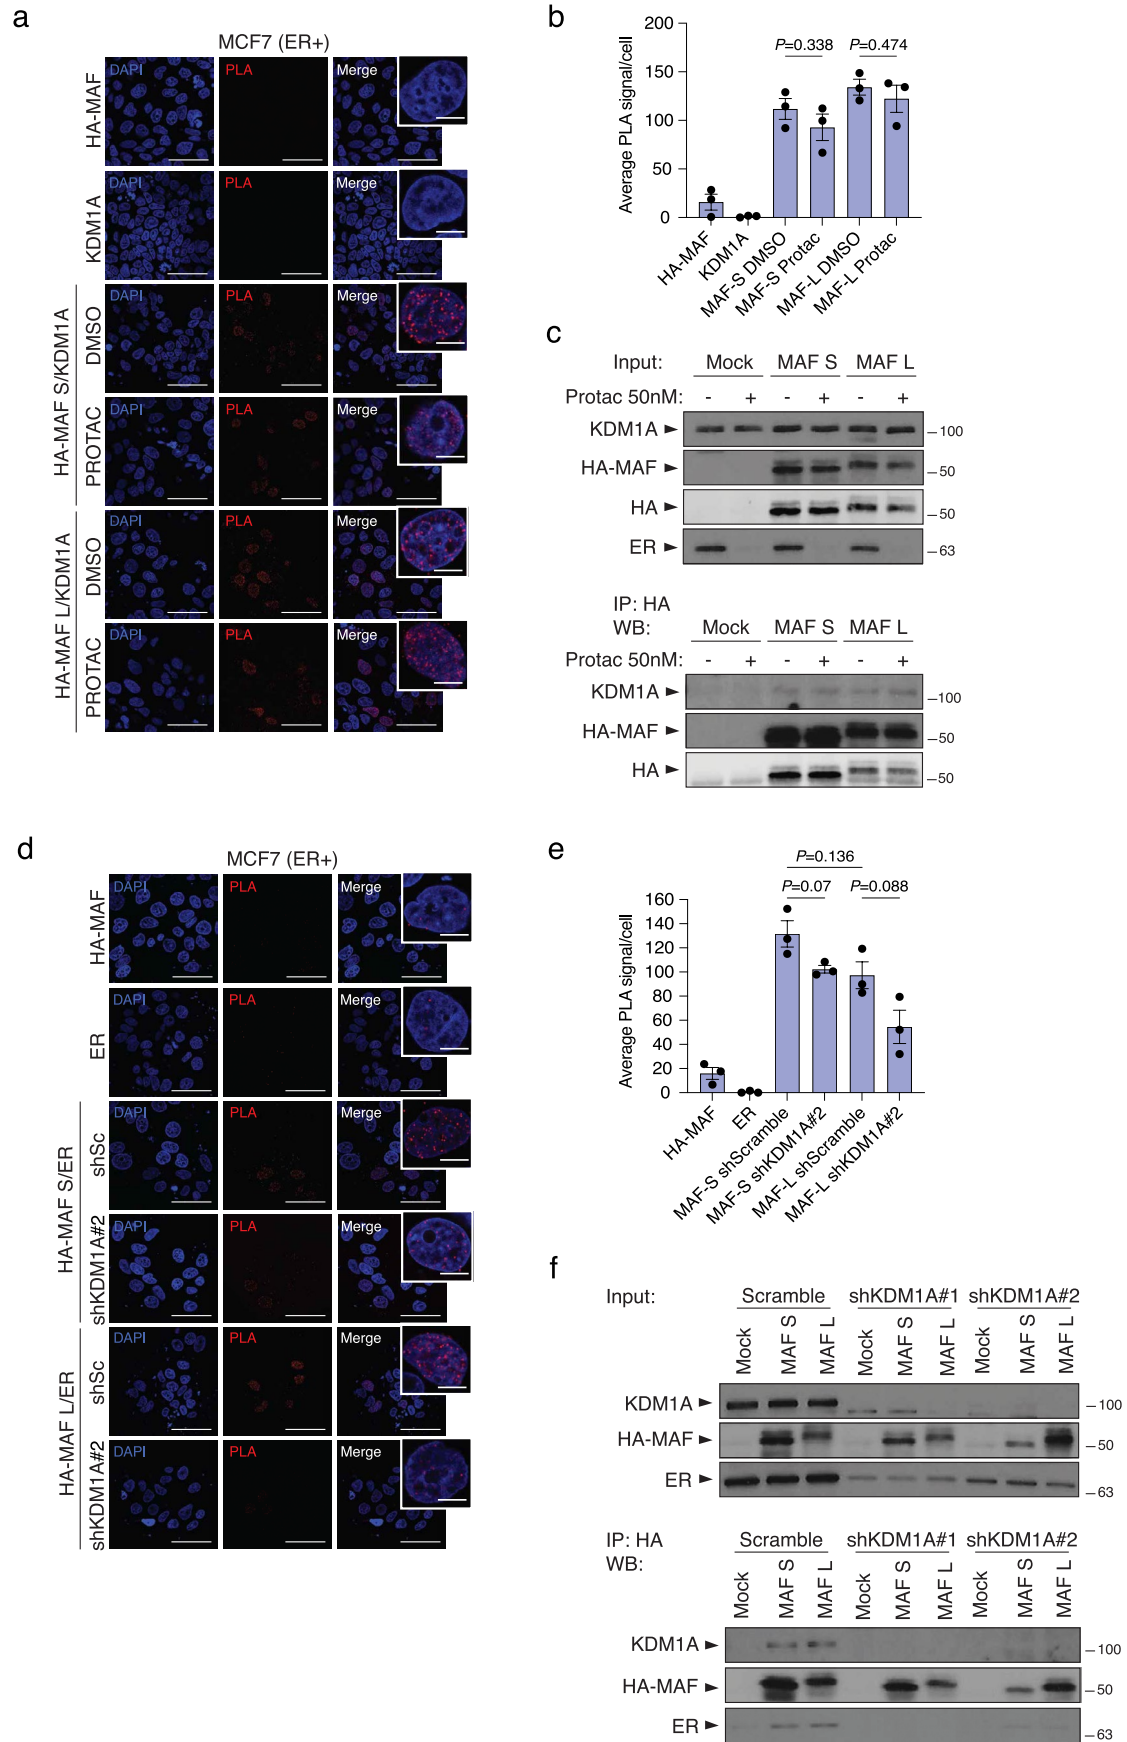 a
MCF7 (ER+)
HA-MAF
DAPI PLA Merge
KDM1A
DAPI PLA Merge
HA-MAF S/KDM1A
DMSO
DAPI PLA Merge
PROTAC
DAPI PLA Merge
HA-MAF L/KDM1A
DMSO
DAPI PLA Merge
PROTAC
DAPI PLA Merge
b
Average PLA signal/cell
200
150
100
50
0
P=0.338 P=0.474
HA-MAF
KDM1A
MAF-S DMSO
MAF-S Protac
MAF-L DMSO
MAF-L Protac
c
Input: Mock MAF S MAF L
Protac 50nM: - + - + - +
KDM1A 100
HA-MAF 50
HA 50
ER 63
IP: HA
WB: Mock MAF S MAF L
Protac 50nM: - + - + - +
KDM1A 100
HA-MAF 50
HA 50
d
MCF7 (ER+)
HA-MAF
DAPI PLA Merge
ER
DAPI PLA Merge
HA-MAF S/ER
shSc
DAPI PLA Merge
shKDM1A#2
DAPI PLA Merge
HA-MAF L/ER
shSc
DAPI PLA Merge
shKDM1A#2
DAPI PLA Merge
e
Average PLA signal/cell
P=0.136
P=0.07 P=0.088
160
140
120
100
80
60
40
20
0
HA-MAF
ER
MAF-S shScramble
MAF-S shKDM1A#2
MAF-L shScramble
MAF-L shKDM1A#2
f
Input: Scramble shKDM1A#1 shKDM1A#2
Mock MAF S MAF L Mock MAF S MAF L Mock MAF S MAF L
KDM1A 100
HA-MAF 50
ER 63
IP: HA Scramble shKDM1A#1 shKDM1A#2
WB:
Mock MAF S MAF L Mock MAF S MAF L Mock MAF S MAF L
KDM1A 100
HA-MAF 50
ER 63